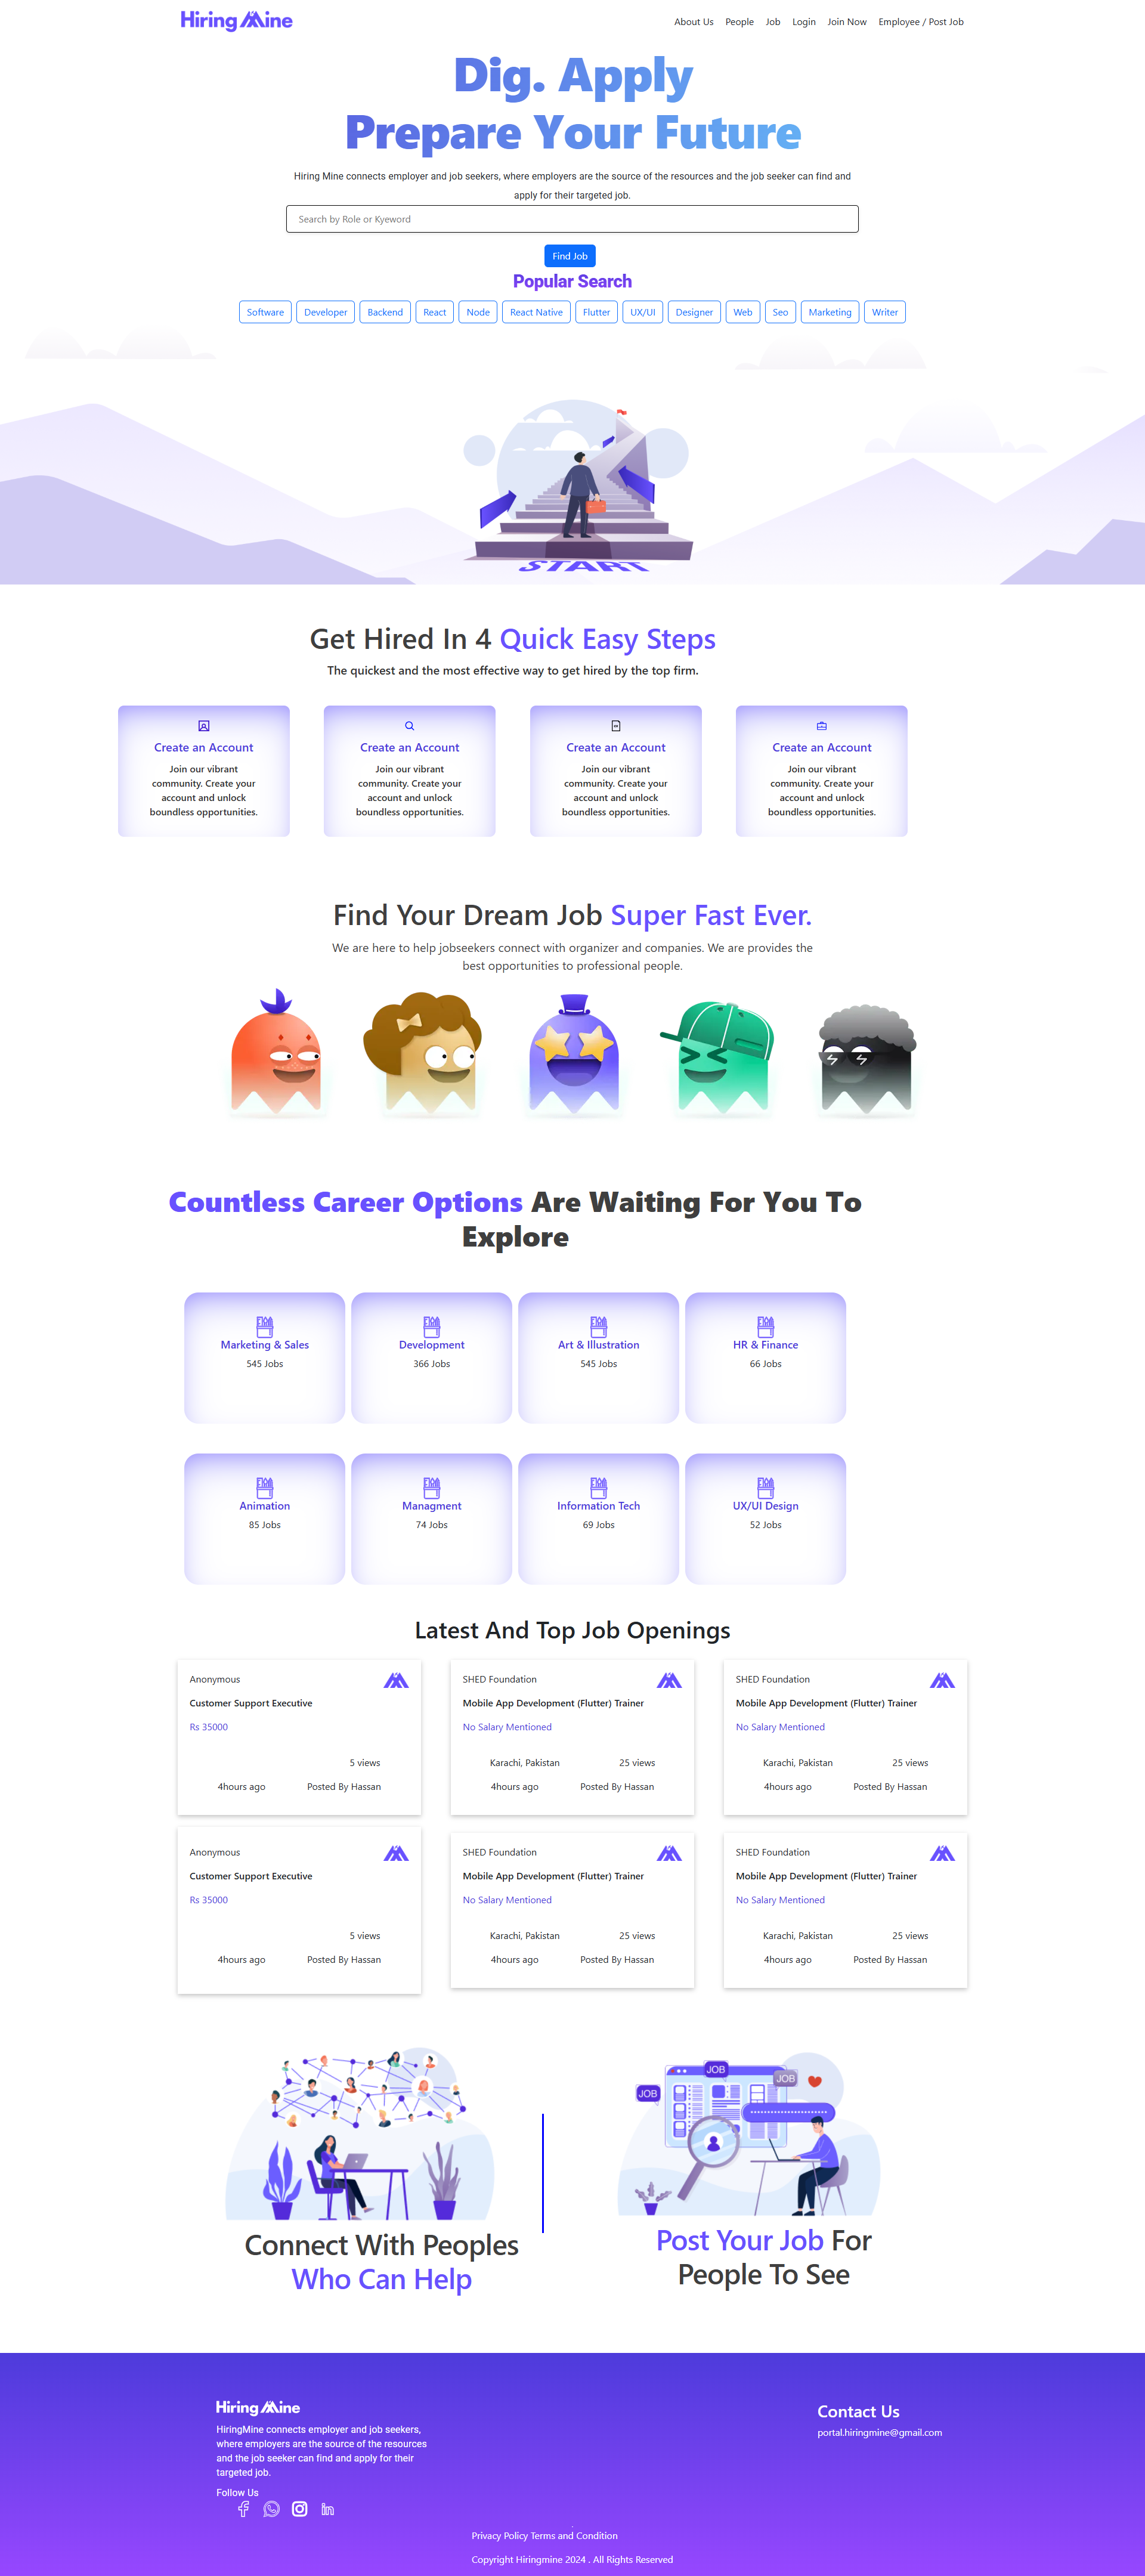 Hiring Mine
About Us People Job Login Join Now Employee / Post Job
Dig. Apply
Prepare Your Future
Hiring Mine connects employer and job seekers, where employers are the source of the resources and the job seeker can find and
apply for their targeted job.
Search by Role or Kyeword
Find Job
Popular Search
Software Developer Backend React Node React Native Flutter UX/UI Designer Web Seo Marketing Writer
START
Get Hired In 4 Quick Easy Steps
The quickest and the most effective way to get hired by the top firm.
Create an Account
Join our vibrant
community. Create your
account and unlock
boundless opportunities.
Create an Account
Join our vibrant
community. Create your
account and unlock
boundless opportunities.
Create an Account
Join our vibrant
community. Create your
account and unlock
boundless opportunities.
Create an Account
Join our vibrant
community. Create your
account and unlock
boundless opportunities.
Find Your Dream Job Super Fast Ever.
We are here to help jobseekers connect with organizer and companies. We are provides the
best opportunities to professional people.
Countless Career Options Are Waiting For You To
Explore
Marketing & Sales
545 Jobs
Development
366 Jobs
Art & Illustration
545 Jobs
HR & Finance
66 Jobs
Animation
85 Jobs
Managment
74 Jobs
Information Tech
69 Jobs
UX/UI Design
52 Jobs
Latest And Top Job Openings
Anonymous
Customer Support Executive
Rs 35000
5 views
4hours ago Posted By Hassan
SHED Foundation
Mobile App Development (Flutter) Trainer
No Salary Mentioned
Karachi, Pakistan 25 views
4hours ago Posted By Hassan
SHED Foundation
Mobile App Development (Flutter) Trainer
No Salary Mentioned
Karachi, Pakistan 25 views
4hours ago Posted By Hassan
Anonymous
Customer Support Executive
Rs 35000
5 views
4hours ago Posted By Hassan
SHED Foundation
Mobile App Development (Flutter) Trainer
No Salary Mentioned
Karachi, Pakistan 25 views
4hours ago Posted By Hassan
SHED Foundation
Mobile App Development (Flutter) Trainer
No Salary Mentioned
Karachi, Pakistan 25 views
4hours ago Posted By Hassan
Connect With Peoples
Who Can Help
JOB
JOB
JOB
Post Your Job For
People To See
Hiring Mine
HiringMine connects employer and job seekers,
where employers are the source of the resources
and the job seeker can find and apply for their
targeted job.
Follow Us
Contact Us
portal.hiringmine@gmail.com
Privacy Policy Terms and Condition
Copyright Hiringmine 2024 . All Rights Reserved